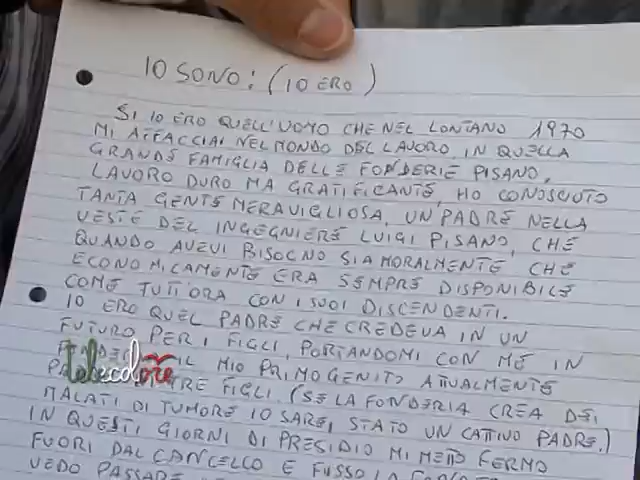 IO SONO: (IO ERO)
SI IO ERO QUELL'UOMO CHE NEL LONTANO 1970
MI AFFACCIAI NEL MONDO DEL LAVORO IN QUELLA
GRANDE FAMIGLIA DELLE FONDERIE PISANO,
LAVORO DURO MA GRATIFICANTE, HO CONOSCIUTO
TANTA GENTE MERAVIGLIOSA, UN PADRE NELLA
VESTE DEL INGEGNIERE LUIGI PISANO, CHE
QUANDO AVEVI BISOGNO SIA MORALMENTE CHE
ECONOMICAMENTE ERA SEMPRE DISPONIBILE
COME TUTT'ORA CON I SUOI DISCENDENTI.
IO ERO QUEL PADRE CHE CREDEVA IN UN
FUTURO PER I FIGLI, PORTANDOMI CON ME IN
IL MIO PRIMOGENITO ATUALMENTE
TRE FIGLI. (SE LA FONDERIA CREA DEI
MALATI DI TUMORE IO SAREI STATO UN CATTIVO PADRE.)
IN QUESTI GIORNI DI PRESIDIO MI METTO FERMO
FUORI DAL CANCELLO E FUSSO LA
VEDO PASSARE
telecolore